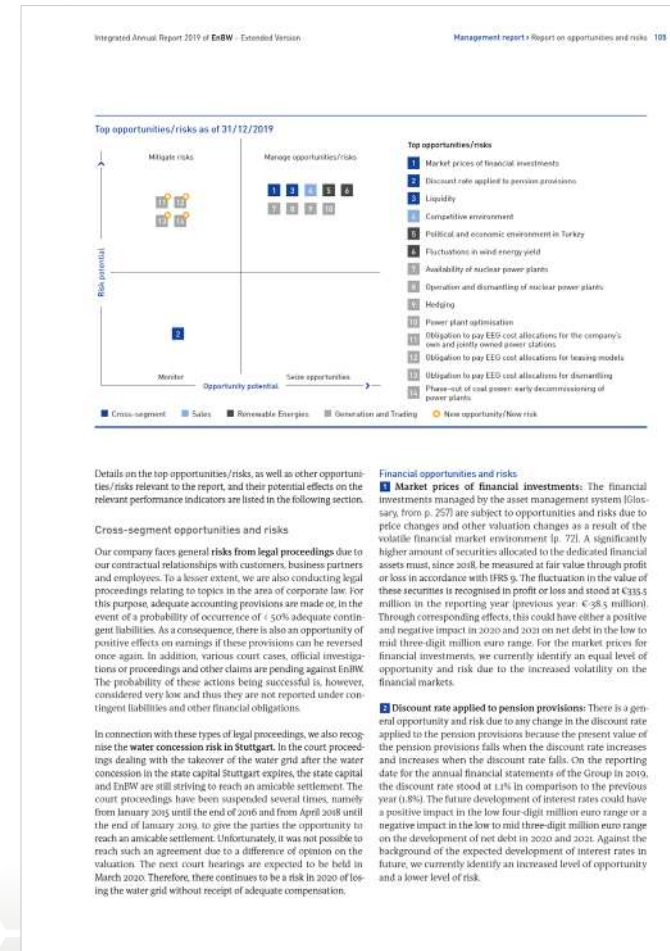 Integrated Annual Report 2019 of EnBW – Extended Version
Management report › Report on opportunities and risks 105
Top opportunities/risks as of 31/12/2019
Mitigate risks
Manage opportunities/risks
Risk potential
11 12
13 14
1 3 4 5 6
7 8 9 10
2
Monitor
Seize opportunities
Opportunity potential
Top opportunities/risks
1 Market prices of financial investments
2 Discount rate applied to pension provisions
3 Liquidity
4 Competitive environment
5 Political and economic environment in Turkey
6 Fluctuations in wind energy yield
7 Availability of nuclear power plants
8 Operation and dismantling of nuclear power plants
9 Hedging
10 Power plant optimisation
11 Obligation to pay EEG cost allocations for the company's
own and jointly owned power stations
12 Obligation to pay EEG cost allocations for leasing models
13 Obligation to pay EEG cost allocations for dismantling
14 Phase-out of coal power: early decommissioning of
power plants
Cross-segment
Sales
Renewable Energies
Generation and Trading
New opportunity/New risk
Details on the top opportunities/risks, as well as other opportuni-
ties/risks relevant to the report, and their potential effects on the
relevant performance indicators are listed in the following section.
Cross-segment opportunities and risks
Our company faces general risks from legal proceedings due to
our contractual relationships with customers, business partners
and employees. To a lesser extent, we are also conducting legal
proceedings relating to topics in the area of corporate law. For
this purpose, adequate accounting provisions are made or, in the
event of a probability of occurrence of < 50% adequate contin-
gent liabilities. As a consequence, there is also an opportunity of
positive effects on earnings if these provisions can be reversed
once again. In addition, various court cases, official investiga-
tions or proceedings and other claims are pending against EnBW.
The probability of these actions being successful is, however,
considered very low and thus they are not reported under con-
tingent liabilities and other financial obligations.
In connection with these types of legal proceedings, we also recog-
nise the water concession risk in Stuttgart. In the court proceed-
ings dealing with the takeover of the water grid after the water
concession in the state capital Stuttgart expires, the state capital
and EnBW are still striving to reach an amicable settlement. The
court proceedings have been suspended several times, namely
from January 2015 until the end of 2016 and from April 2018 until
the end of January 2019, to give the parties the opportunity to
reach an amicable settlement. Unfortunately, it was not possible to
reach such an agreement due to a difference of opinion on the
valuation. The next court hearings are expected to be held in
March 2020. Therefore, there continues to be a risk in 2020 of los-
ing the water grid without receipt of adequate compensation.
Financial opportunities and risks
1 Market prices of financial investments: The financial
investments managed by the asset management system (Glos-
sary, from p. 257) are subject to opportunities and risks due to
price changes and other valuation changes as a result of the
volatile financial market environment (p. 72). A significantly
higher amount of securities allocated to the dedicated financial
assets must, since 2018, be measured at fair value through profit
or loss in accordance with IFRS 9. The fluctuation in the value of
these securities is recognised in profit or loss and stood at €335.5
million in the reporting year (previous year: €-38.5 million).
Through corresponding effects, this could have either a positive
and negative impact in 2020 and 2021 on net debt in the low to
mid three-digit million euro range. For the market prices for
financial investments, we currently identify an equal level of
opportunity and risk due to the increased volatility on the
financial markets.
2 Discount rate applied to pension provisions: There is a gen-
eral opportunity and risk due to any change in the discount rate
applied to the pension provisions because the present value of
the pension provisions falls when the discount rate increases
and increases when the discount rate falls. On the reporting
date for the annual financial statements of the Group in 2019,
the discount rate stood at 1.1% in comparison to the previous
year (1.8%). The future development of interest rates could have
a positive impact in the low four-digit million euro range or a
negative impact in the low to mid three-digit million euro range
on the development of net debt in 2020 and 2021. Against the
background of the expected development of interest rates in
future, we currently identify an increased level of opportunity
and a lower level of risk.